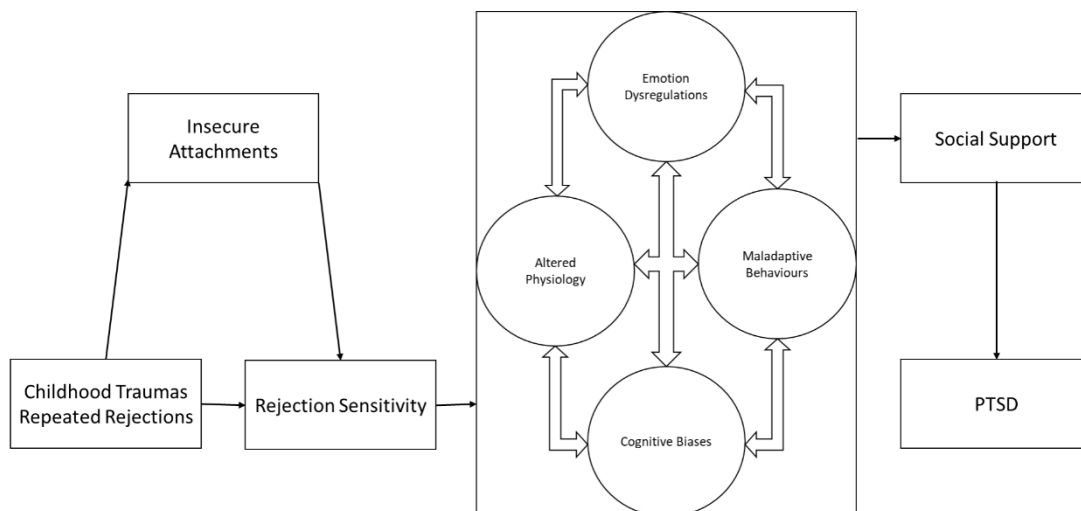 Insecure
Attachments
Childhood Traumas
Repeated Rejections
Rejection Sensitivity
Emotion
Dysregulations
Altered
Physiology
Maladaptive
Behaviours
Cognitive Biases
Social Support
PTSD